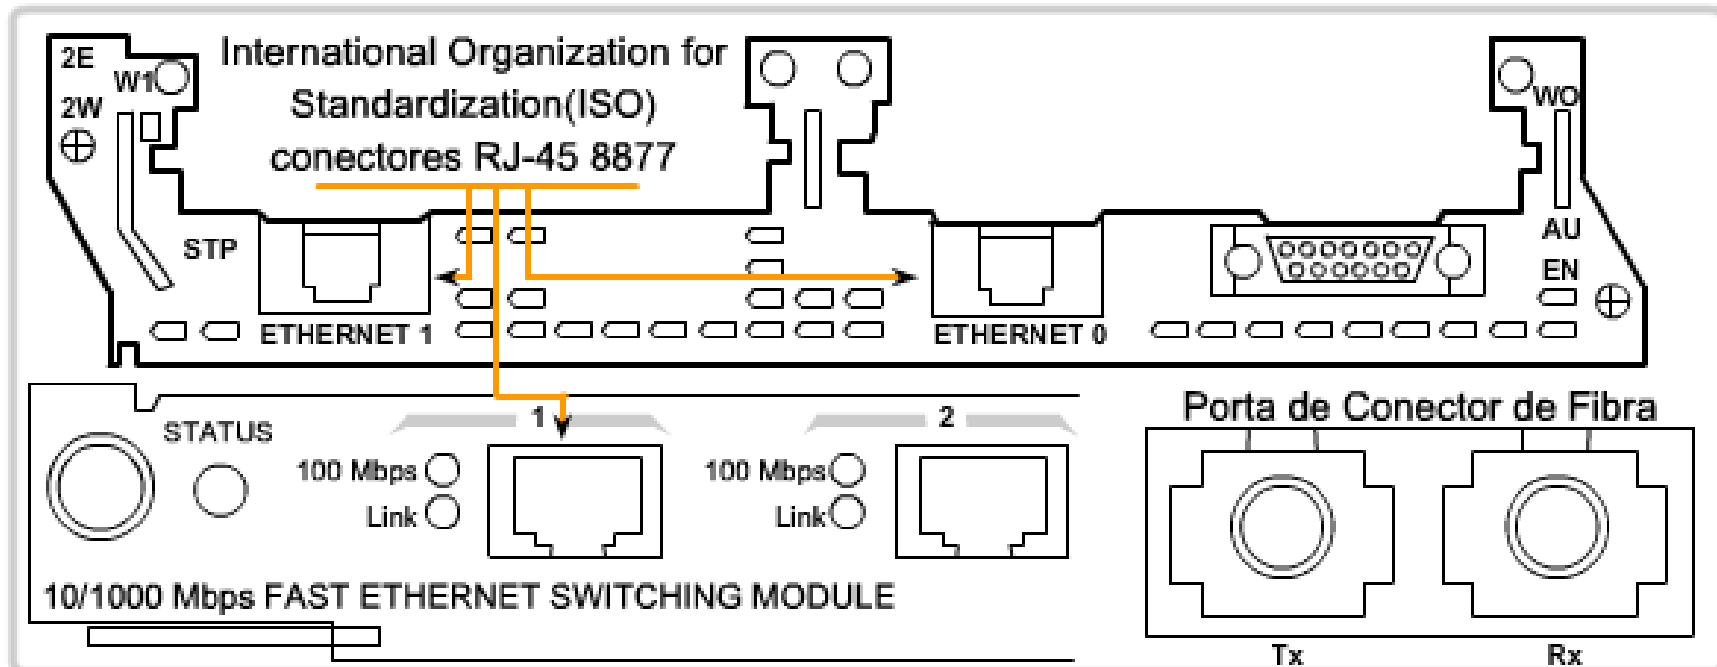 2E
W1
2W
International Organization for
Standardization(ISO)
conectores RJ-45 8877
WO
STP
AU
EN
ETHERNET 1
ETHERNET 0
STATUS
1
100 Mbps
Link
2
100 Mbps
Link
Porta de Conector de Fibra
10/1000 Mbps FAST ETHERNET SWITCHING MODULE
Tx
Rx